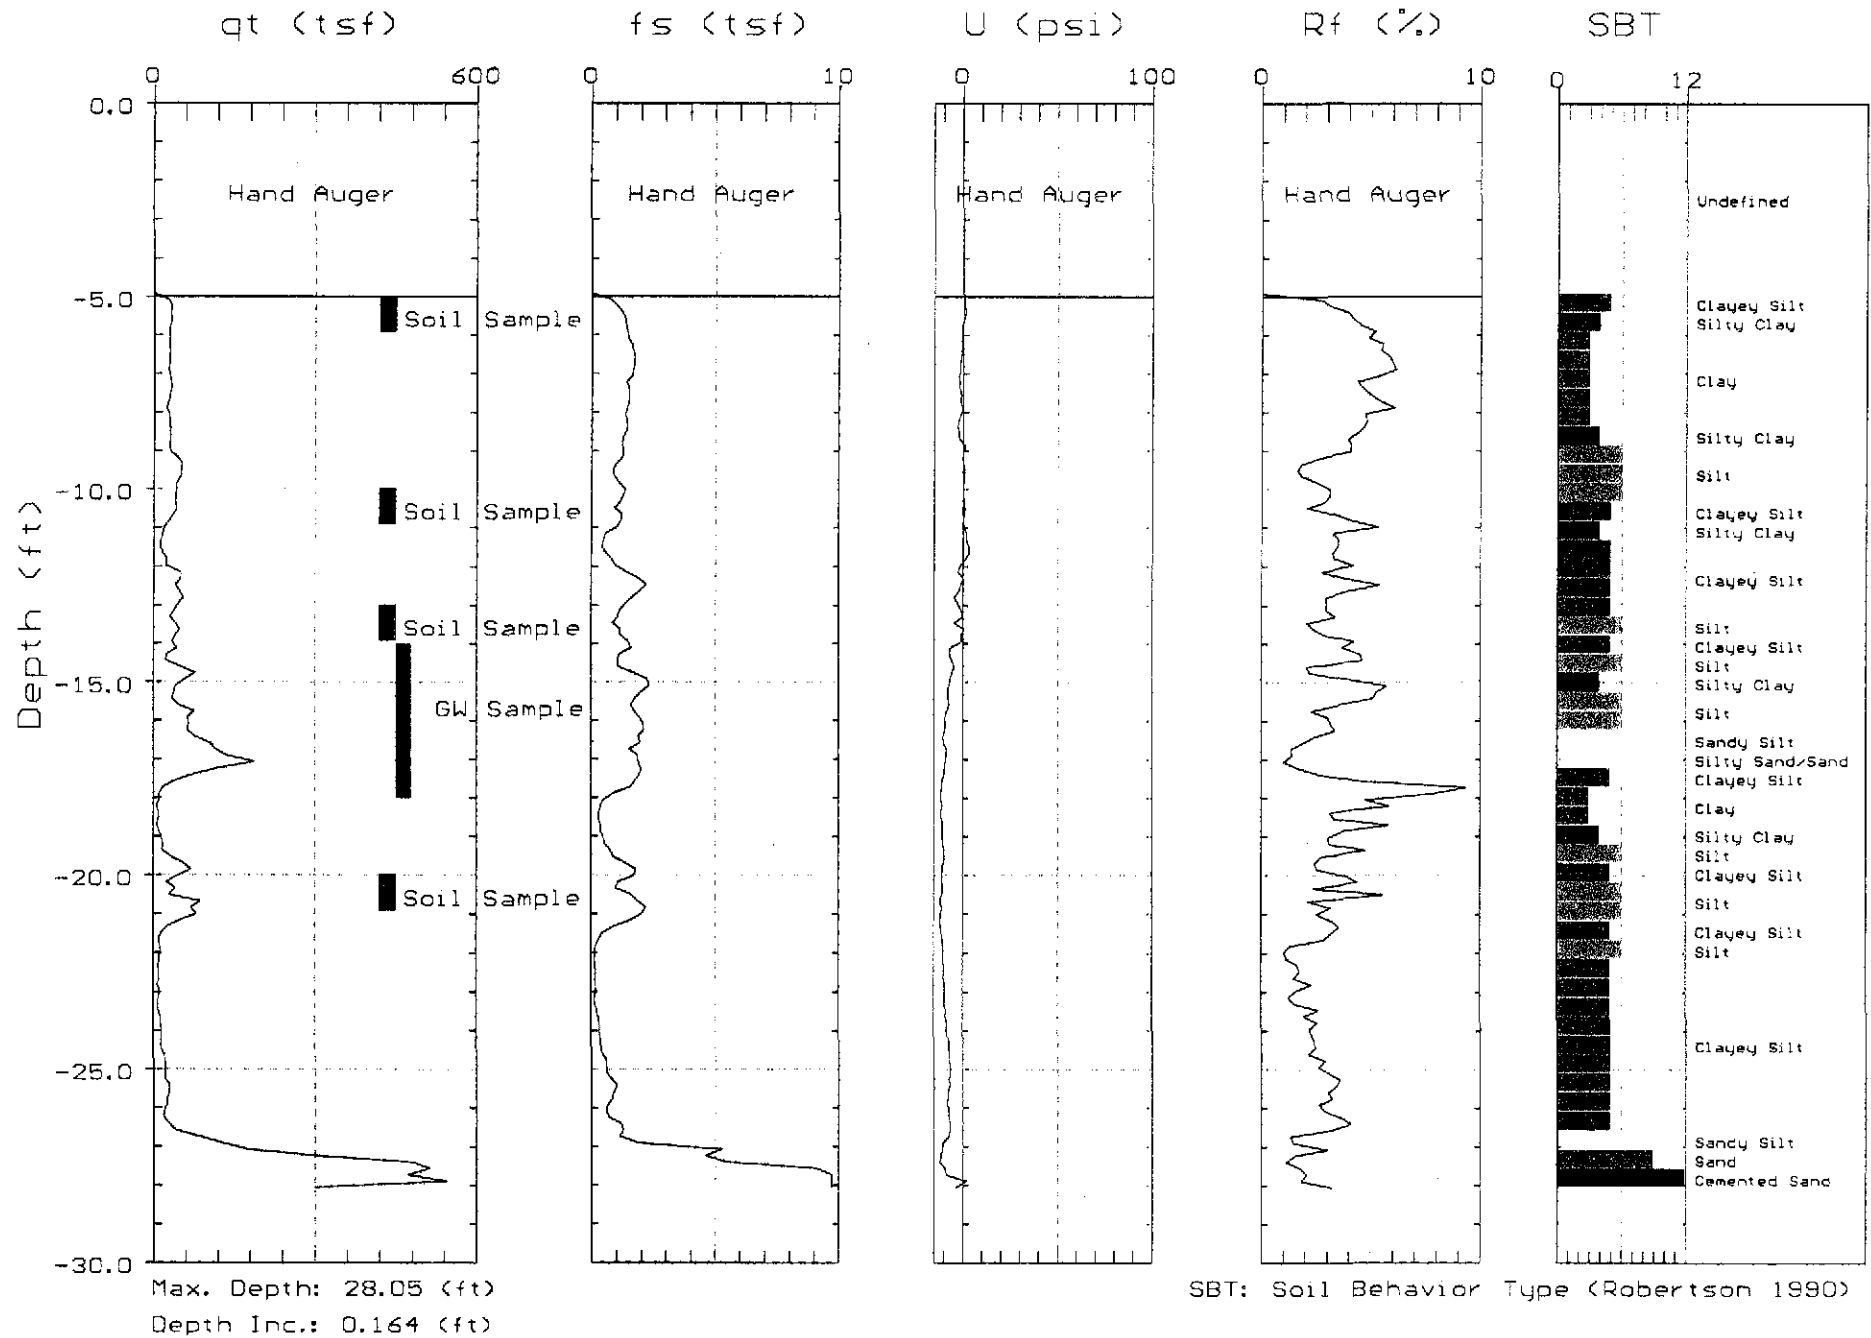 qt (tsf) fs (tsf) U (psi) Rf (%) SBT
0 600 0 10 0 100 0 10 0 12
0.0
Hand Auger Hand Auger Hand Auger Hand Auger
Undefined
-5.0
Clayey Silt
Soil Sample
Silty Clay
Clay
Silty Clay
Silt
-10.0
Soil Sample
Clayey Silt
Silty Clay
Clayey Silt
Depth (ft)
Soil Sample
Silt
Clayey Silt
Silt
-15.0
Silty Clay
GW Sample
Silt
Sandy Silt
Silty Sand/Sand
Clayey Silt
Clay
Silty Clay
Silt
-20.0
Clayey Silt
Soil Sample
Silt
Clayey Silt
Silt
Clayey Silt
-25.0
Sandy Silt
Sand
Cemented Sand
-30.0
Max. Depth: 28.05 (ft)
SBT: Soil Behavior Type (Robertson 1990)
Depth Inc.: 0.164 (ft)